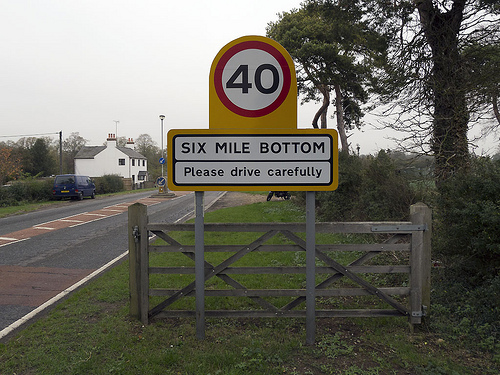 40
SIX MILE BOTTOM
Please drive carefully